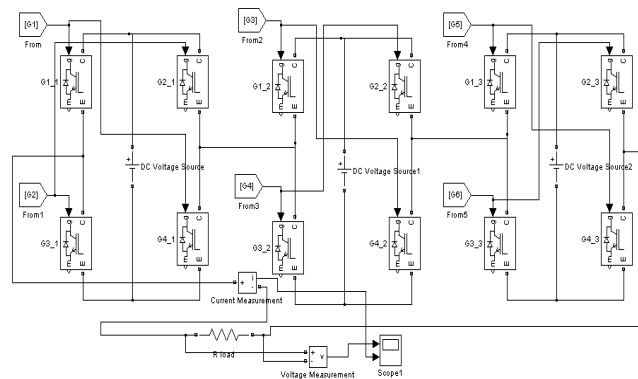 [G1]
From
[G3]
From2
[G5]
From4
g C
G1_1
m E
g C
G2_1
m E
g C
G1_2
m E
g C
G2_2
m E
g C
G1_3
m E
g C
G2_3
m E
+
DC Voltage Source
+
DC Voltage Source1
+
DC Voltage Source2
[G2]
From1
[G4]
From3
[G6]
From5
g C
G3_1
m E
g C
G4_1
m E
g C
G3_2
m E
g C
G4_2
m E
g C
G3_3
m E
g C
G4_3
m E
+ i
-
Current Measurement
R load
+ v
-
Voltage Measurement
Scope1